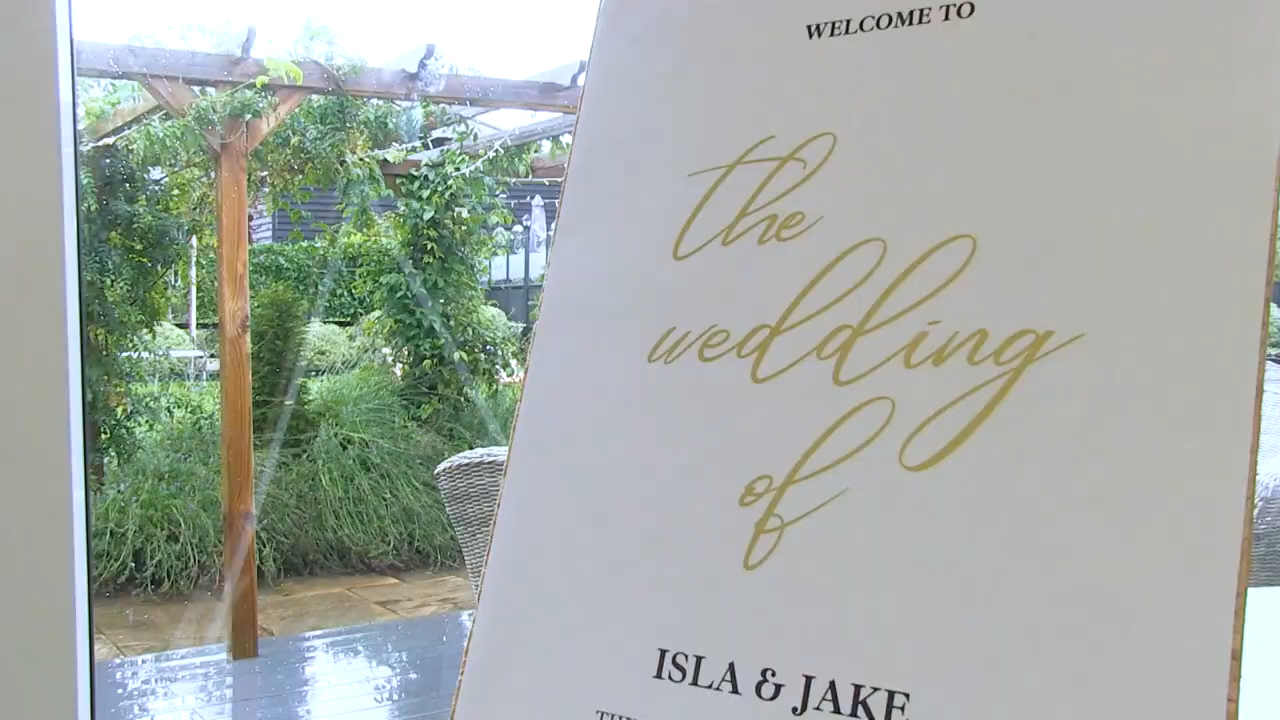 WELCOME TO
the
wedding
of
ISLA & JAKE